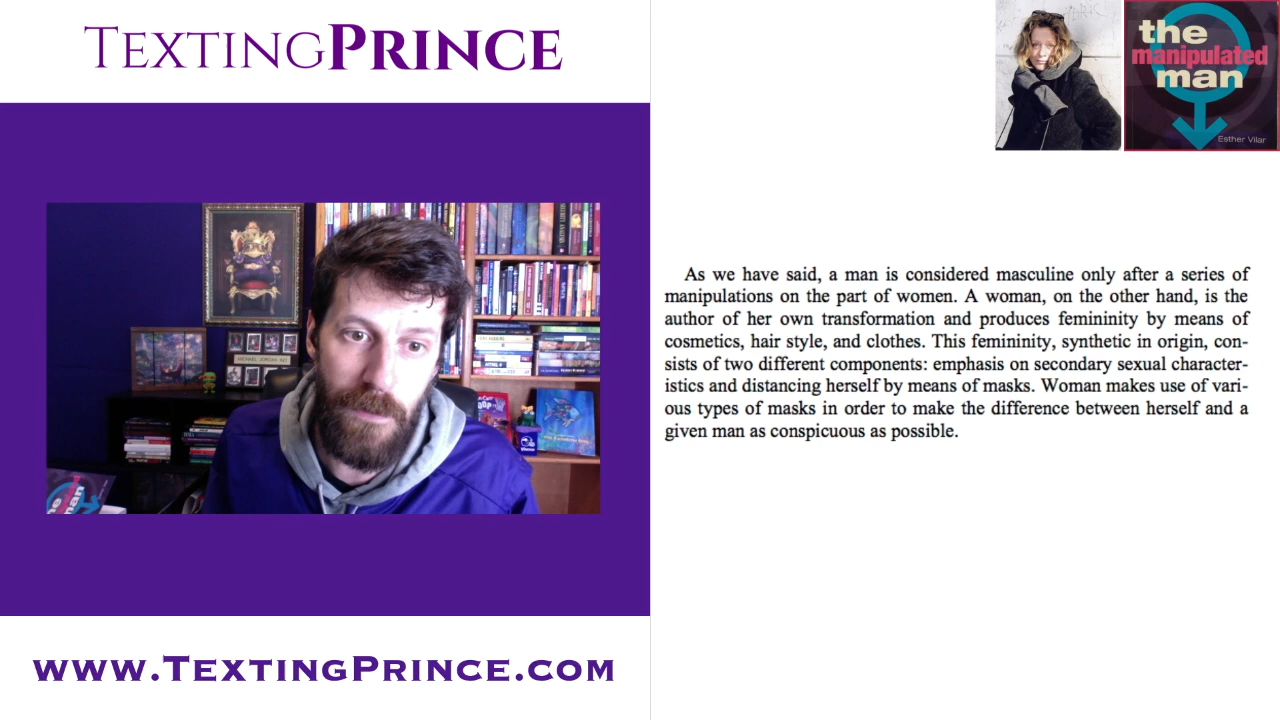 TEXTINGPRINCE
the
manipulated
man
Esther Vilar
MICHAEL JORDAN
the
man
As we have said, a man is considered masculine only after a series of
manipulations on the part of women. A woman, on the other hand, is the
author of her own transformation and produces femininity by means of
cosmetics, hair style, and clothes. This femininity, synthetic in origin, con-
sists of two different components: emphasis on secondary sexual character-
istics and distancing herself by means of masks. Woman makes use of vari-
ous types of masks in order to make the difference between herself and a
given man as conspicuous as possible.
WWW.TEXTINGPRINCE.COM